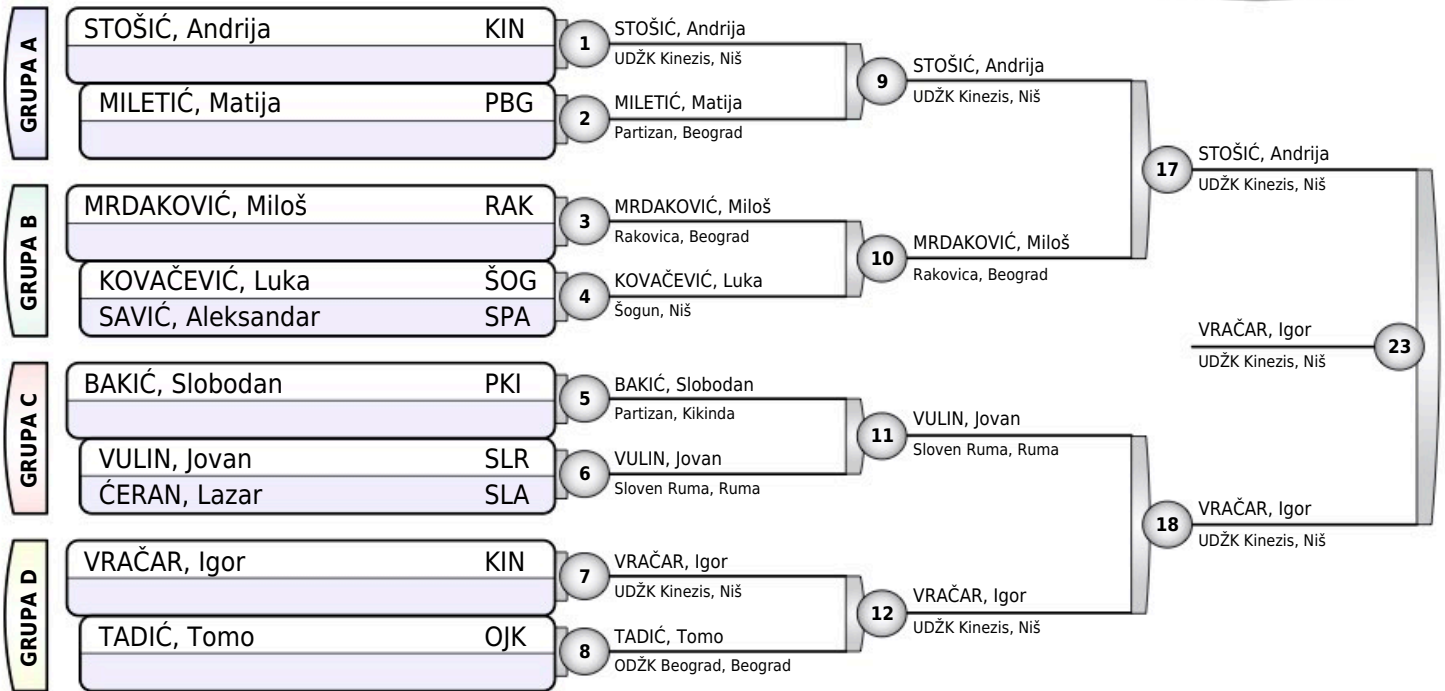 GRUPA A
STOŠIĆ, Andrija KIN
MILETIĆ, Matija PBG
GRUPA B
MRDAKOVIĆ, Miloš RAK
KOVAČEVIĆ, Luka ŠOG
SAVIĆ, Aleksandar SPA
GRUPA C
BAKIĆ, Slobodan PKI
VULIN, Jovan SLR
ĆERAN, Lazar SLA
GRUPA D
VRAČAR, Igor KIN
TADIĆ, Tomo OJK
1
STOŠIĆ, Andrija
UDŽK Kinezis, Niš
2
MILETIĆ, Matija
Partizan, Beograd
3
MRDAKOVIĆ, Miloš
Rakovica, Beograd
4
KOVAČEVIĆ, Luka
Šogun, Niš
5
BAKIĆ, Slobodan
Partizan, Kikinda
6
VULIN, Jovan
Sloven Ruma, Ruma
7
VRAČAR, Igor
UDŽK Kinezis, Niš
8
TADIĆ, Tomo
ODŽK Beograd, Beograd
9
STOŠIĆ, Andrija
UDŽK Kinezis, Niš
10
MRDAKOVIĆ, Miloš
Rakovica, Beograd
11
VULIN, Jovan
Sloven Ruma, Ruma
12
VRAČAR, Igor
UDŽK Kinezis, Niš
17
STOŠIĆ, Andrija
UDŽK Kinezis, Niš
18
VRAČAR, Igor
UDŽK Kinezis, Niš
VRAČAR, Igor
UDŽK Kinezis, Niš
23